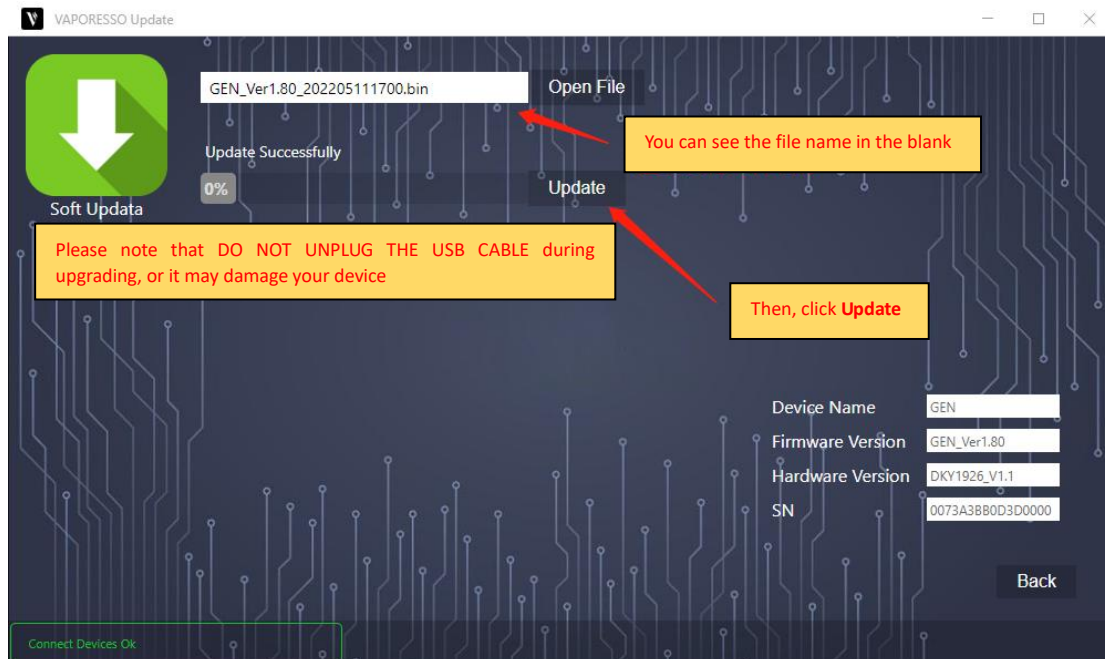 VAPORESSO Update
GEN_Ver1.80_202205111700.bin
Open File
You can see the file name in the blank
Update Successfully
0%
Update
Soft Updata
Please note that DO NOT UNPLUG THE USB CABLE during
upgrading, or it may damage your device
Then, click Update
Device Name
GEN
Firmware Version
GEN_Ver1.80
Hardware Version
DKY1926_V1.1
SN
0073A3BB0D3D0000
Back
Connect Devices Ok